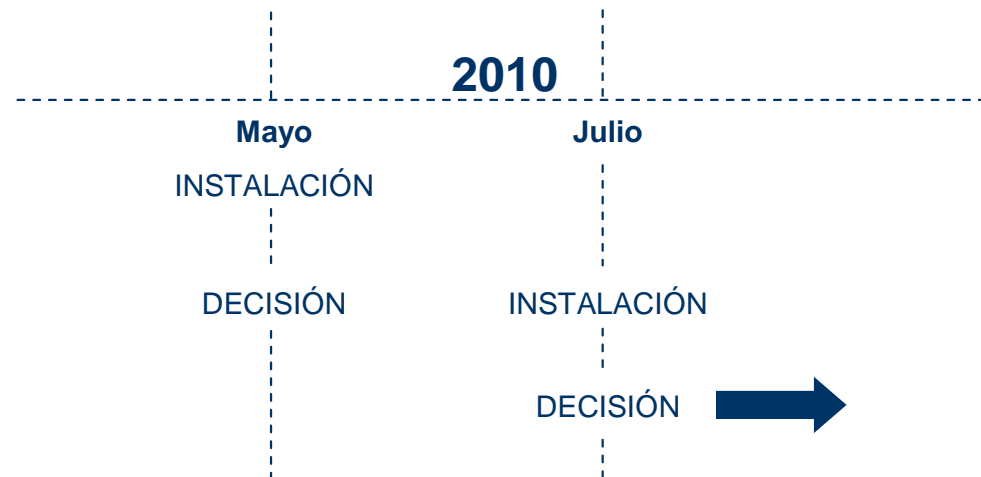 2010
Mayo
Julio
INSTALACIÓN
DECISIÓN
INSTALACIÓN
DECISIÓN